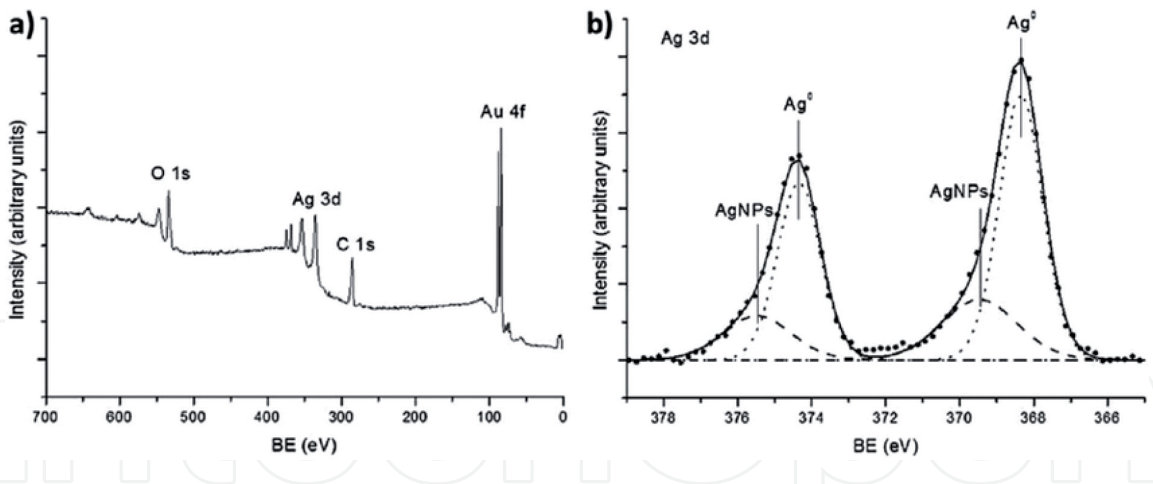 a)
Intensity (arbitrary units)
O 1s
Ag 3d
C 1s
Au 4f
700 600 500 400 300 200 100 0
BE (eV)
b)
Intensity (arbitrary units)
Ag 3d
AgNPs
Ag⁰
AgNPs
Ag⁰
378 376 374 372 370 368 366
BE (eV)